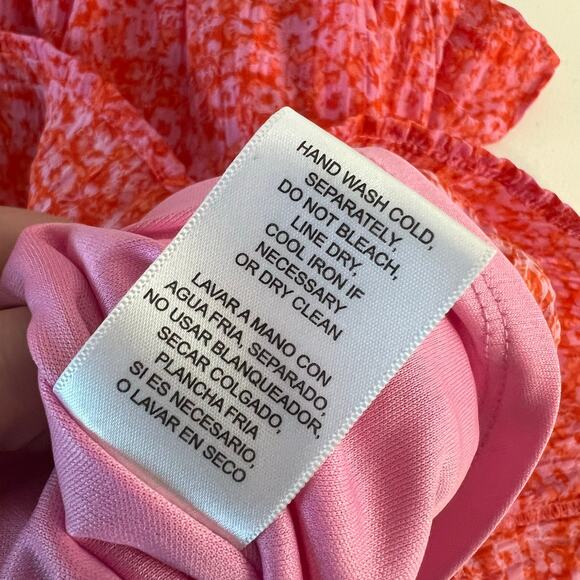 HAND WASH COLD,
SEPARATELY.
DO NOT BLEACH,
LINE DRY,
COOL IRON IF
NECESSARY
OR DRY CLEAN
LAVAR A MANO CON
AGUA FRIA, SEPARADO,
NO USAR BLANQUEADOR,
SECAR COLGADO,
PLANCHA FRIA
SI ES NECESARIO,
O LAVAR EN SECO